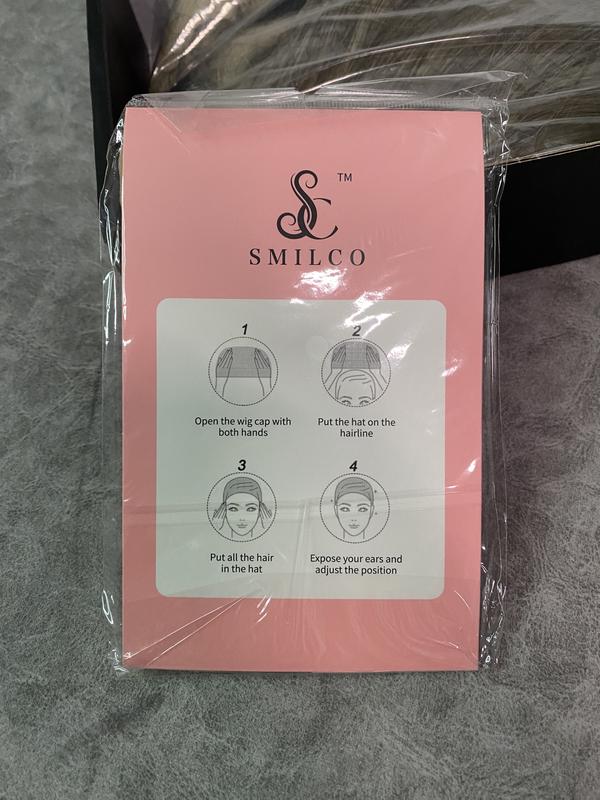 SC ™
SMILCO
1
2
Open the wig cap with
both hands
Put the hat on the
hairline
3
4
Put all the hair
in the hat
Expose your ears and
adjust the position